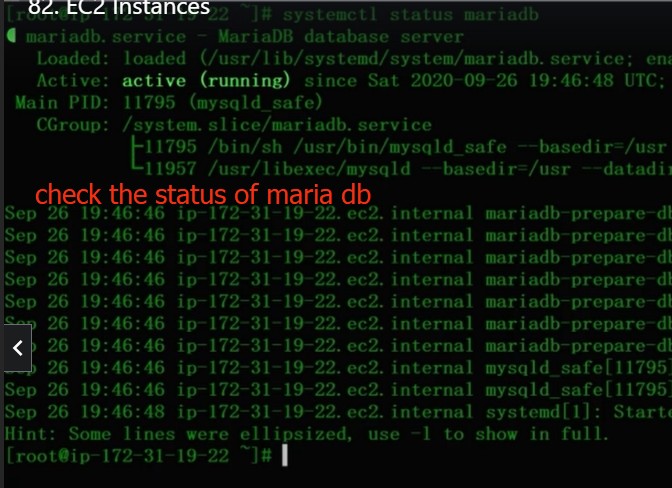 82. EC2 Instances
[root@ip-172-31-19-22 ~]# systemctl status mariadb
mariadb.service - MariaDB database server
Loaded: loaded (/usr/lib/systemd/system/mariadb.service; ena
Active: active (running) since Sat 2020-09-26 19:46:48 UTC;
Main PID: 11795 (mysqld_safe)
CGroup: /system.slice/mariadb.service
├─11795 /bin/sh /usr/bin/mysqld_safe --basedir=/usr
└─11957 /usr/libexec/mysqld --basedir=/usr --datadi
check the status of maria db
Sep 26 19:46:46 ip-172-31-19-22.ec2.internal mariadb-prepare-db
Sep 26 19:46:46 ip-172-31-19-22.ec2.internal mariadb-prepare-db
Sep 26 19:46:46 ip-172-31-19-22.ec2.internal mariadb-prepare-db
Sep 26 19:46:46 ip-172-31-19-22.ec2.internal mariadb-prepare-db
Sep 26 19:46:46 ip-172-31-19-22.ec2.internal mariadb-prepare-db
26 19:46:46 ip-172-31-19-22.ec2.internal mariadb-prepare-db
26 19:46:46 ip-172-31-19-22.ec2.internal mariadb-prepare-db
Sep 26 19:46:46 ip-172-31-19-22.ec2.internal mysqld_safe[11795]
Sep 26 19:46:46 ip-172-31-19-22.ec2.internal mysqld_safe[11795]
Sep 26 19:46:48 ip-172-31-19-22.ec2.internal systemd[1]: Starte
Hint: Some lines were ellipsized, use -l to show in full.
[root@ip-172-31-19-22 ~]#